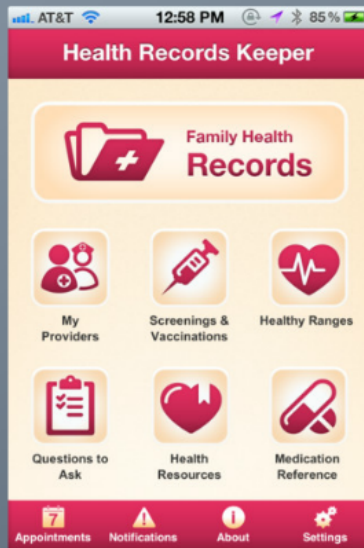 AT&T 12:58 PM 85%
Health Records Keeper
Family Health
Records
My
Providers
Screenings &
Vaccinations
Healthy Ranges
Questions to
Ask
Health
Resources
Medication
Reference
7
Appointments Notifications About Settings